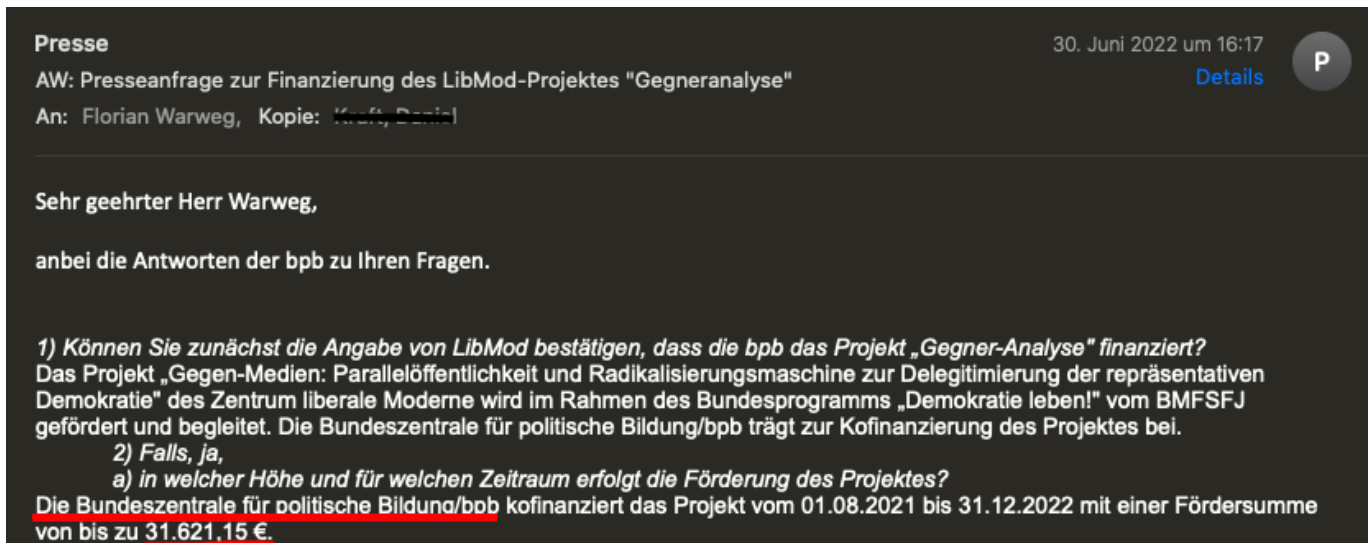 Presse
30. Juni 2022 um 16:17
P
AW: Presseanfrage zur Finanzierung des LibMod-Projektes "Gegneranalyse"
Details
An: Florian Warweg, Kopie:
Sehr geehrter Herr Warweg,
anbei die Antworten der bpb zu Ihren Fragen.
1) Können Sie zunächst die Angabe von LibMod bestätigen, dass die bpb das Projekt „Gegner-Analyse" finanziert?
Das Projekt „Gegen-Medien: Parallelöffentlichkeit und Radikalisierungsmaschine zur Delegitimierung der repräsentativen
Demokratie" des Zentrum liberale Moderne wird im Rahmen des Bundesprogramms „Demokratie leben!" vom BMFSFJ
gefördert und begleitet. Die Bundeszentrale für politische Bildung/bpb trägt zur Kofinanzierung des Projektes bei.
2) Falls, ja,
a) in welcher Höhe und für welchen Zeitraum erfolgt die Förderung des Projektes?
Die Bundeszentrale für politische Bildung/bpb kofinanziert das Projekt vom 01.08.2021 bis 31.12.2022 mit einer Fördersumme
von bis zu 31.621,15 €.